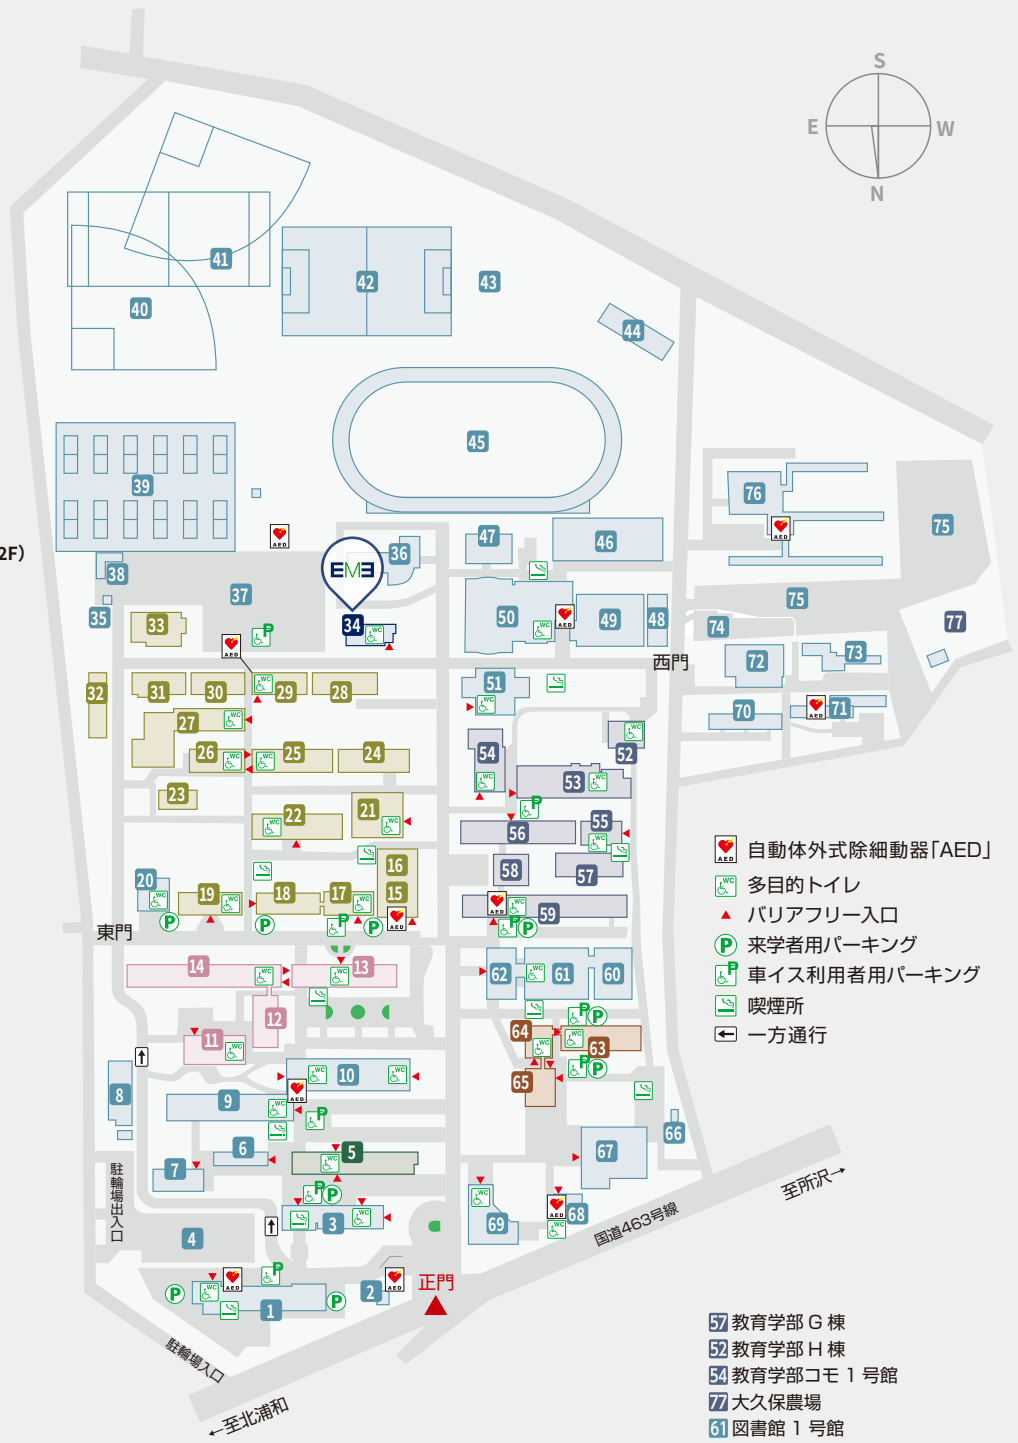 S
E
W
N
41
42
43
40
44
45
39
76
75
AED
2F)
EME
36
47
46
38
35
37
33
34
50
49
48
75
74
77
西門
72
73
32
31
30
29
28
51
70
71
27
26
25
24
54
52
53
23
22
21
56
55
58
57
自動体外式除細動器「AED」
多目的トイレ
バリアフリー入口
来学者用パーキング
車イス利用者用パーキング
喫煙所
一方通行
20
19
18
17
16
15
59
東門
14
13
62
61
60
12
11
64
63
65
10
8
9
66
6
5
67
7
駐輪場出入口
3
69
68
4
至所沢→
国道463号線
正門
1
2
駐輪場入口
←至北浦和
57 教育学部 G 棟
52 教育学部 H 棟
54 教育学部コモ 1 号館
77 大久保農場
61 図書館 1 号館